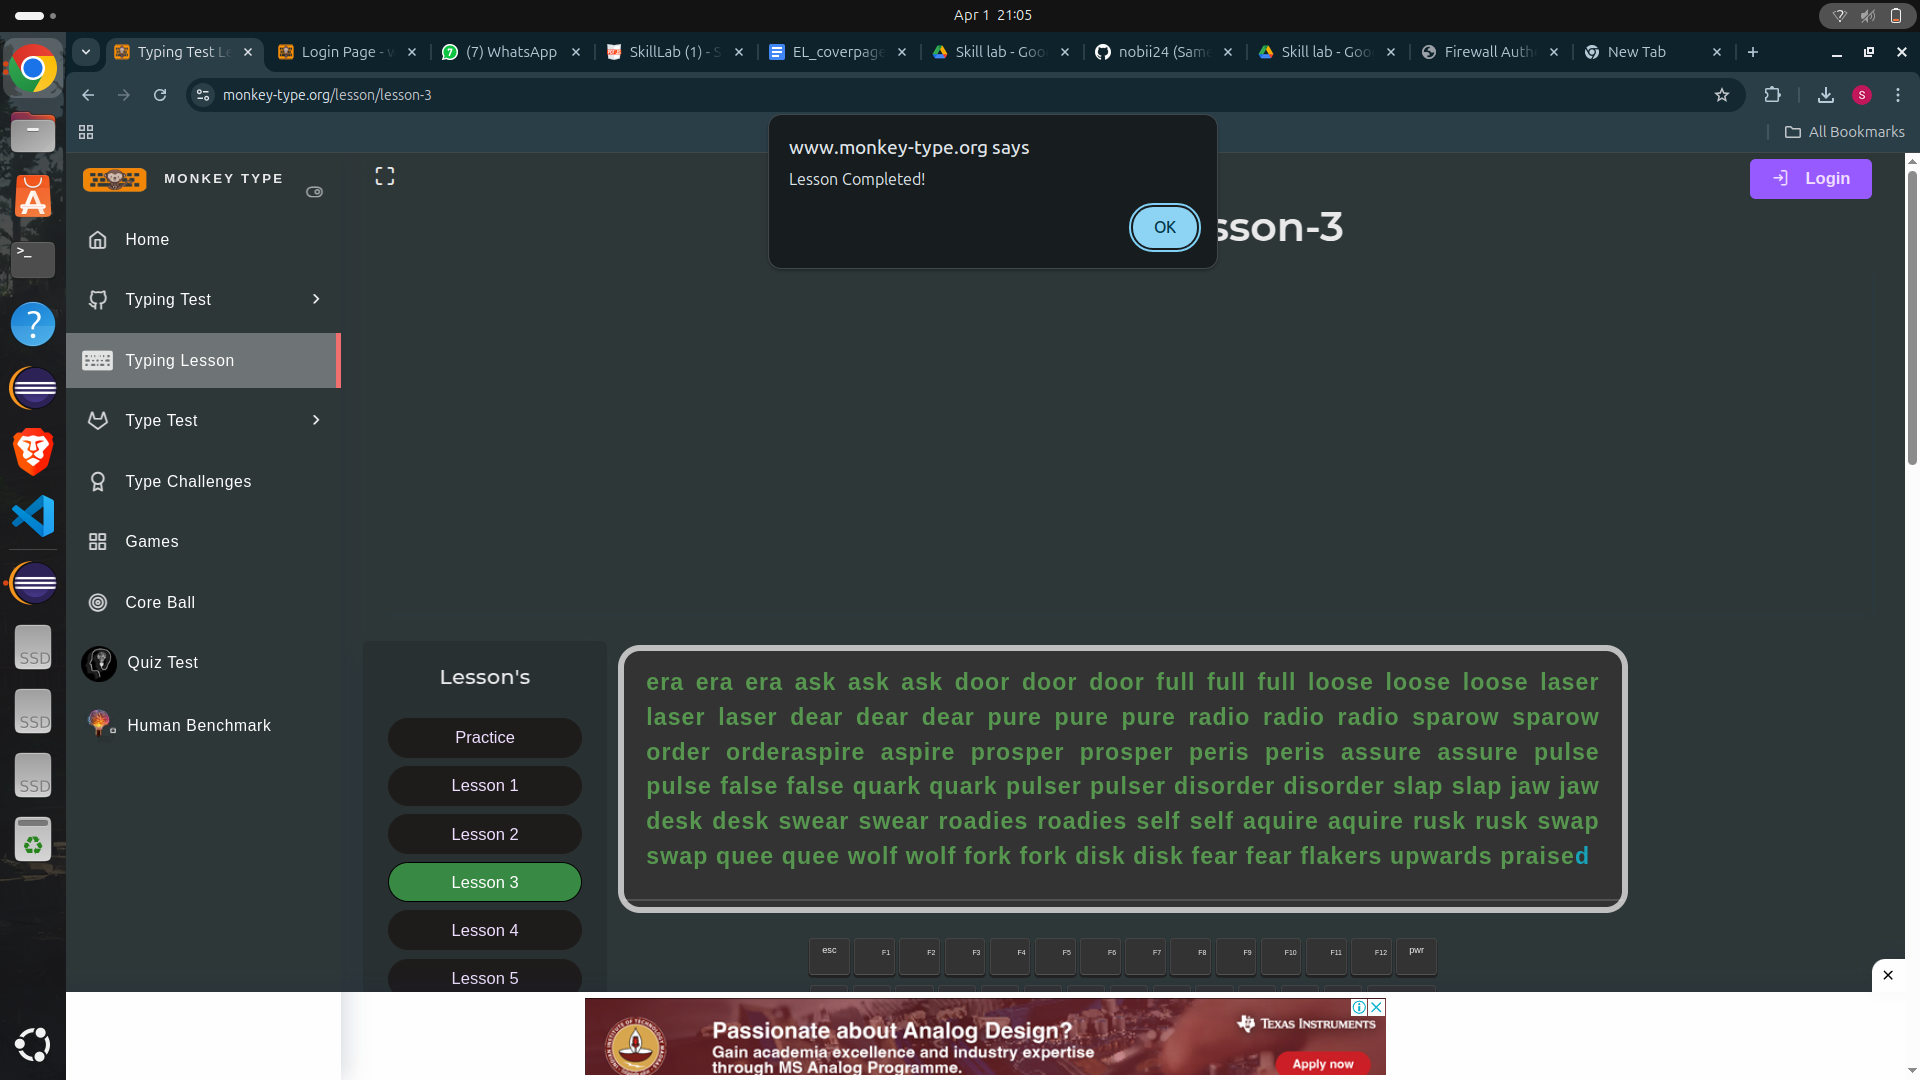 Apr 1 21:05
Typing Test Le
Login Page - w
(7) WhatsApp
SkillLab (1) - S
EL_coverpage
Skill lab - Goo
nobii24 (Same
Skill lab - Goo
Firewall Auth
New Tab
monkey-type.org/lesson/lesson-3
S
All Bookmarks
www.monkey-type.org says
Lesson Completed!
OK
MONKEY TYPE
Login
sson-3
Home
Typing Test
Typing Lesson
Type Test
Type Challenges
Games
Core Ball
Quiz Test
Human Benchmark
SSD
SSD
SSD
Lesson's
Practice
Lesson 1
Lesson 2
Lesson 3
Lesson 4
Lesson 5
era era era ask ask ask door door door full full full loose loose loose laser
laser laser dear dear dear pure pure pure radio radio radio sparow sparow
order orderaspire aspire prosper prosper peris peris assure assure pulse
pulse false false quark quark pulser pulser disorder disorder slap slap jaw jaw
desk desk swear swear roadies roadies self self aquire aquire rusk rusk swap
swap quee quee wolf wolf fork fork disk disk fear fear flakers upwards praised
esc F1 F2 F3 F4 F5 F6 F7 F8 F9 F10 F11 F12 pwr
Passionate about Analog Design?
Gain academia excellence and industry expertise
through MS Analog Programme.
TEXAS INSTRUMENTS
Apply now